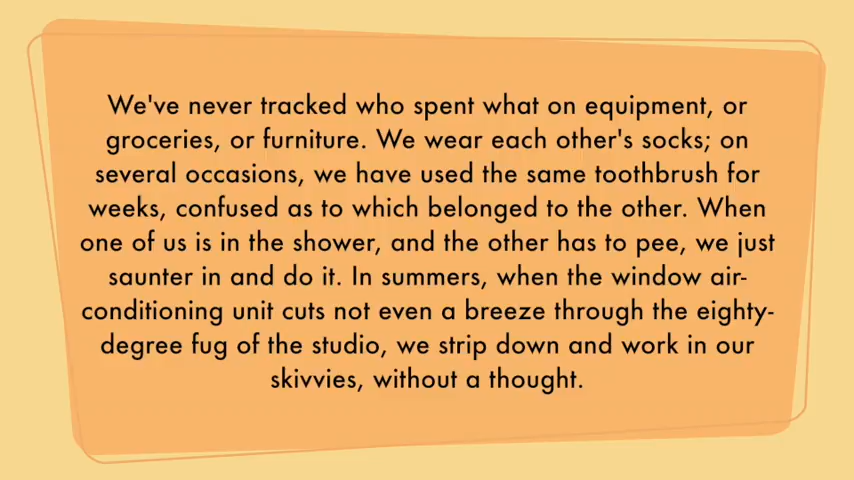 We've never tracked who spent what on equipment, or
groceries, or furniture. We wear each other's socks; on
several occasions, we have used the same toothbrush for
weeks, confused as to which belonged to the other. When
one of us is in the shower, and the other has to pee, we just
saunter in and do it. In summers, when the window air-
conditioning unit cuts not even a breeze through the eighty-
degree fug of the studio, we strip down and work in our
skivvies, without a thought.